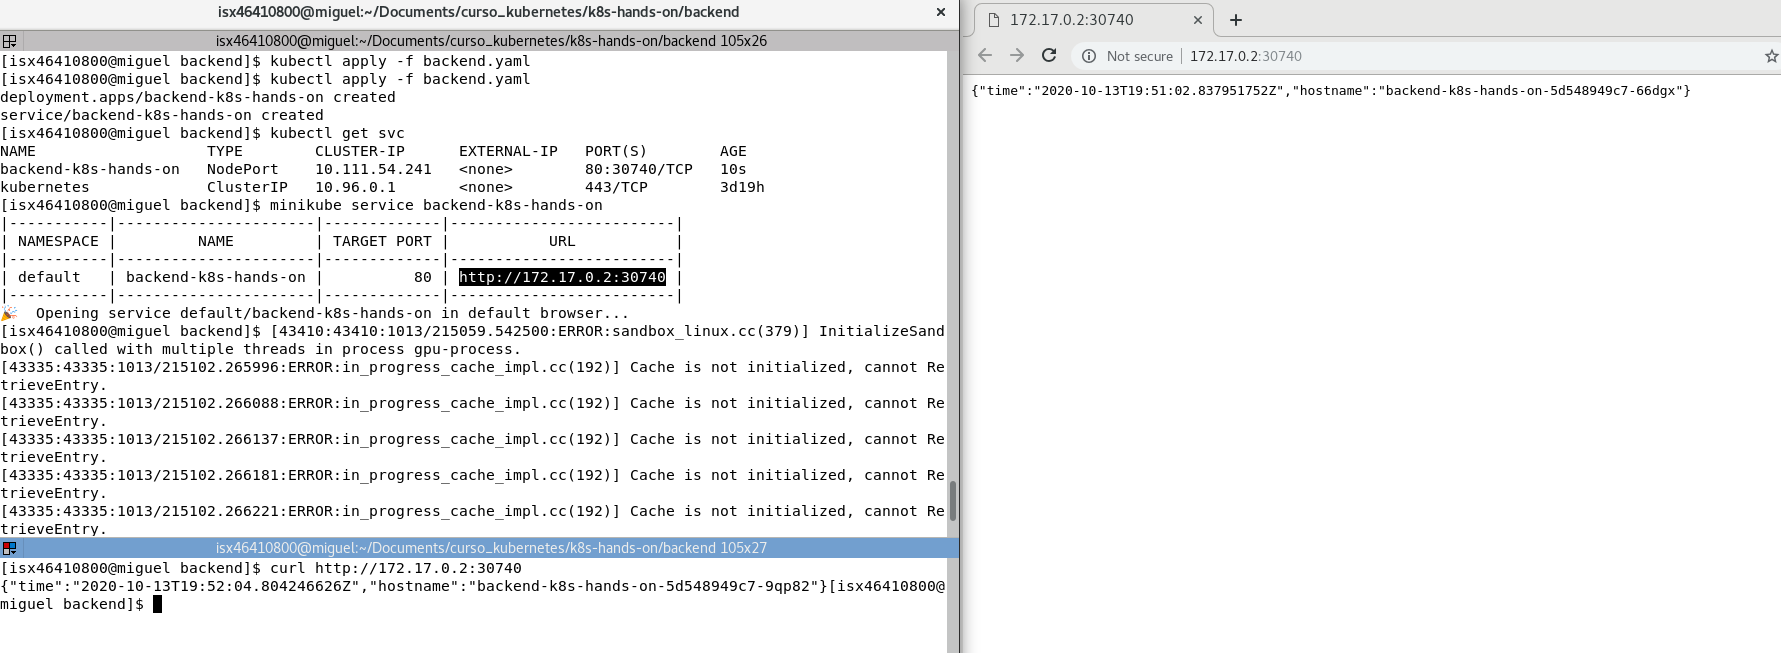 isx46410800@miguel:~/Documents/curso_kubernetes/k8s-hands-on/backend
isx46410800@miguel:~/Documents/curso_kubernetes/k8s-hands-on/backend 105x26
[isx46410800@miguel backend]$ kubectl apply -f backend.yaml
[isx46410800@miguel backend]$ kubectl apply -f backend.yaml
deployment.apps/backend-k8s-hands-on created
service/backend-k8s-hands-on created
[isx46410800@miguel backend]$ kubectl get svc
NAME                   TYPE        CLUSTER-IP      EXTERNAL-IP   PORT(S)        AGE
backend-k8s-hands-on   NodePort    10.111.54.241   <none>        80:30740/TCP   10s
kubernetes             ClusterIP   10.96.0.1       <none>        443/TCP        3d19h
[isx46410800@miguel backend]$ minikube service backend-k8s-hands-on
|-----------|----------------------|-------------|-------------------------|
| NAMESPACE |         NAME         | TARGET PORT |           URL           |
|-----------|----------------------|-------------|-------------------------|
| default   | backend-k8s-hands-on |          80 | http://172.17.0.2:30740 |
|-----------|----------------------|-------------|-------------------------|
🎉  Opening service default/backend-k8s-hands-on in default browser...
[isx46410800@miguel backend]$ [43410:43410:1013/215059.542500:ERROR:sandbox_linux.cc(379)] InitializeSand
box() called with multiple threads in process gpu-process.
[43335:43335:1013/215102.265996:ERROR:in_progress_cache_impl.cc(192)] Cache is not initialized, cannot Re
trieveEntry.
[43335:43335:1013/215102.266088:ERROR:in_progress_cache_impl.cc(192)] Cache is not initialized, cannot Re
trieveEntry.
[43335:43335:1013/215102.266137:ERROR:in_progress_cache_impl.cc(192)] Cache is not initialized, cannot Re
trieveEntry.
[43335:43335:1013/215102.266181:ERROR:in_progress_cache_impl.cc(192)] Cache is not initialized, cannot Re
trieveEntry.
[43335:43335:1013/215102.266221:ERROR:in_progress_cache_impl.cc(192)] Cache is not initialized, cannot Re
trieveEntry.
isx46410800@miguel:~/Documents/curso_kubernetes/k8s-hands-on/backend 105x27
[isx46410800@miguel backend]$ curl http://172.17.0.2:30740
{"time":"2020-10-13T19:52:04.804246626Z","hostname":"backend-k8s-hands-on-5d548949c7-9qp82"}[isx46410800@
miguel backend]$
172.17.0.2:30740
Not secure | 172.17.0.2:30740
{"time":"2020-10-13T19:51:02.837951752Z","hostname":"backend-k8s-hands-on-5d548949c7-66dgx"}